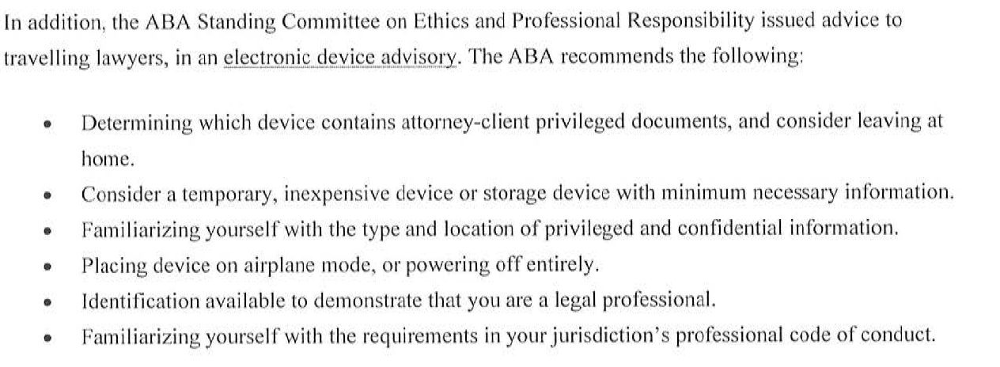 In addition, the ABA Standing Committee on Ethics and Professional Responsibility issued advice to
travelling lawyers, in an electronic device advisory. The ABA recommends the following:
• Determining which device contains attorney-client privileged documents, and consider leaving at
home.
• Consider a temporary, inexpensive device or storage device with minimum necessary information.
• Familiarizing yourself with the type and location of privileged and confidential information.
• Placing device on airplane mode, or powering off entirely.
• Identification available to demonstrate that you are a legal professional.
• Familiarizing yourself with the requirements in your jurisdiction's professional code of conduct.